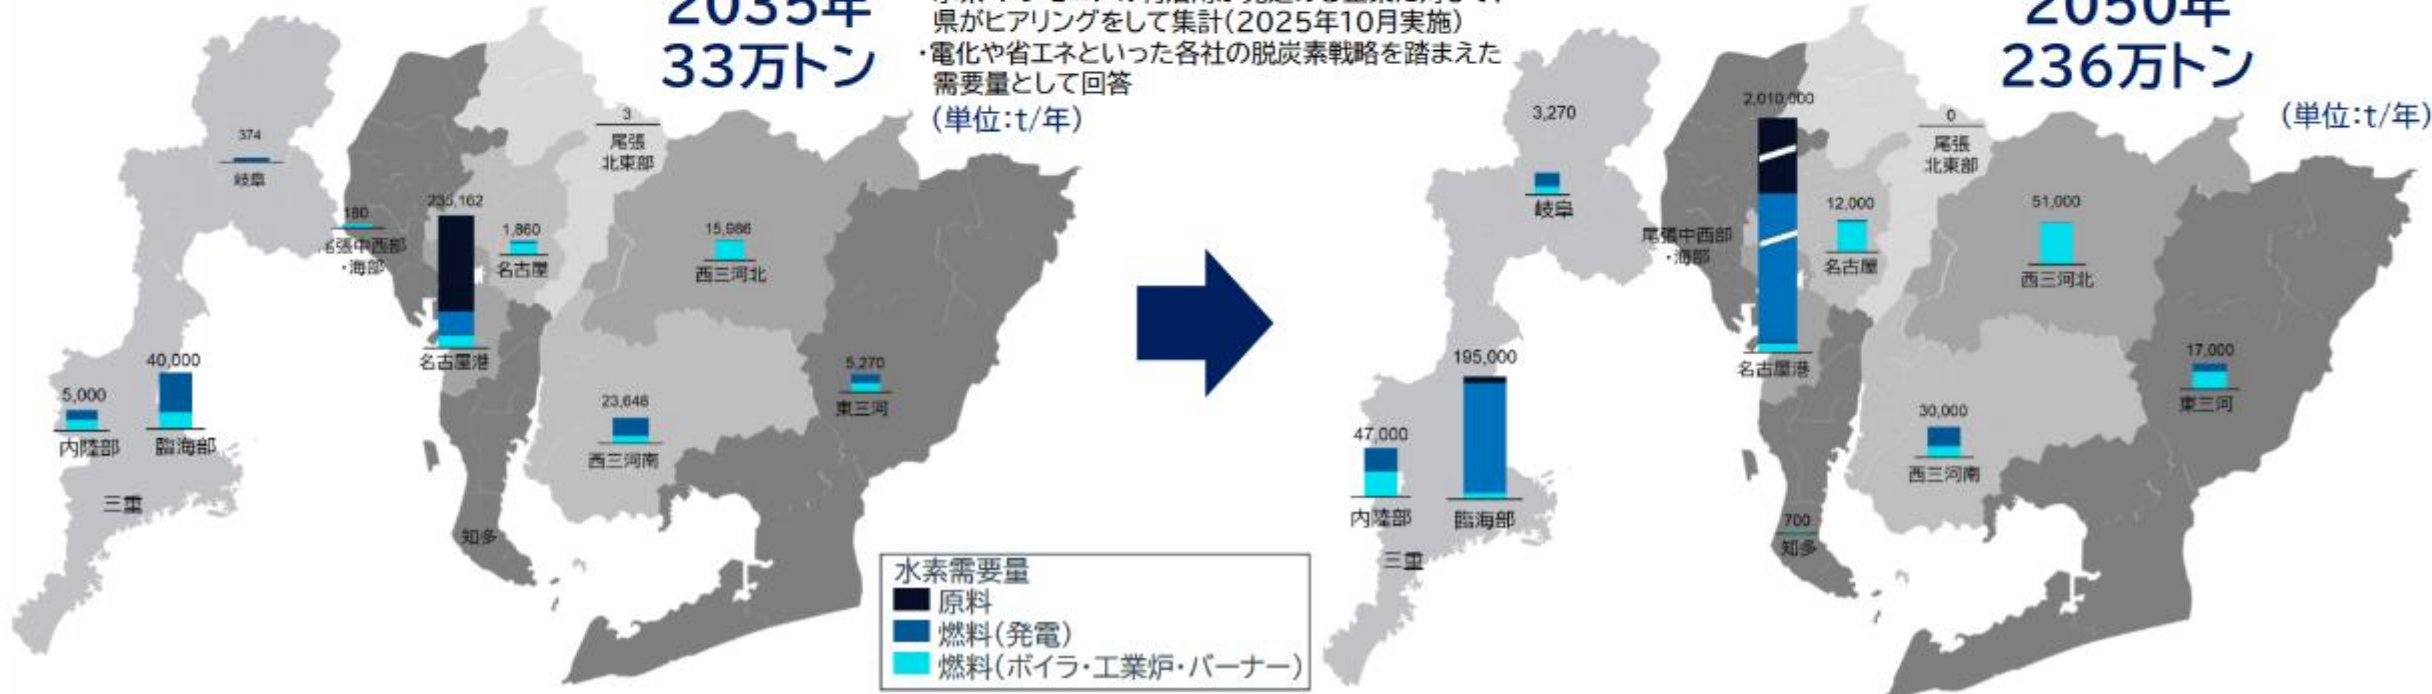 2035年
33万トン
県がヒアリングをして集計(2025年10月実施)
・電化や省エネといった各社の脱炭素戦略を踏まえた
需要量として回答
(単位:t/年)
374
岐阜
180
尾張中西部
・海部
235,162
名古屋港
1,860
名古屋
3
尾張
北東部
15,986
西三河北
5,270
東三河
23,646
西三河南
5,000
内陸部
40,000
臨海部
三重
知多
水素需要量
原料
燃料(発電)
燃料(ボイラ・工業炉・バーナー)
2050年
236万トン
(単位:t/年)
3,270
岐阜
尾張中西部
・海部
2,010,000
名古屋港
12,000
名古屋
0
尾張
北東部
51,000
西三河北
17,000
東三河
30,000
西三河南
47,000
内陸部
195,000
臨海部
三重
700
知多